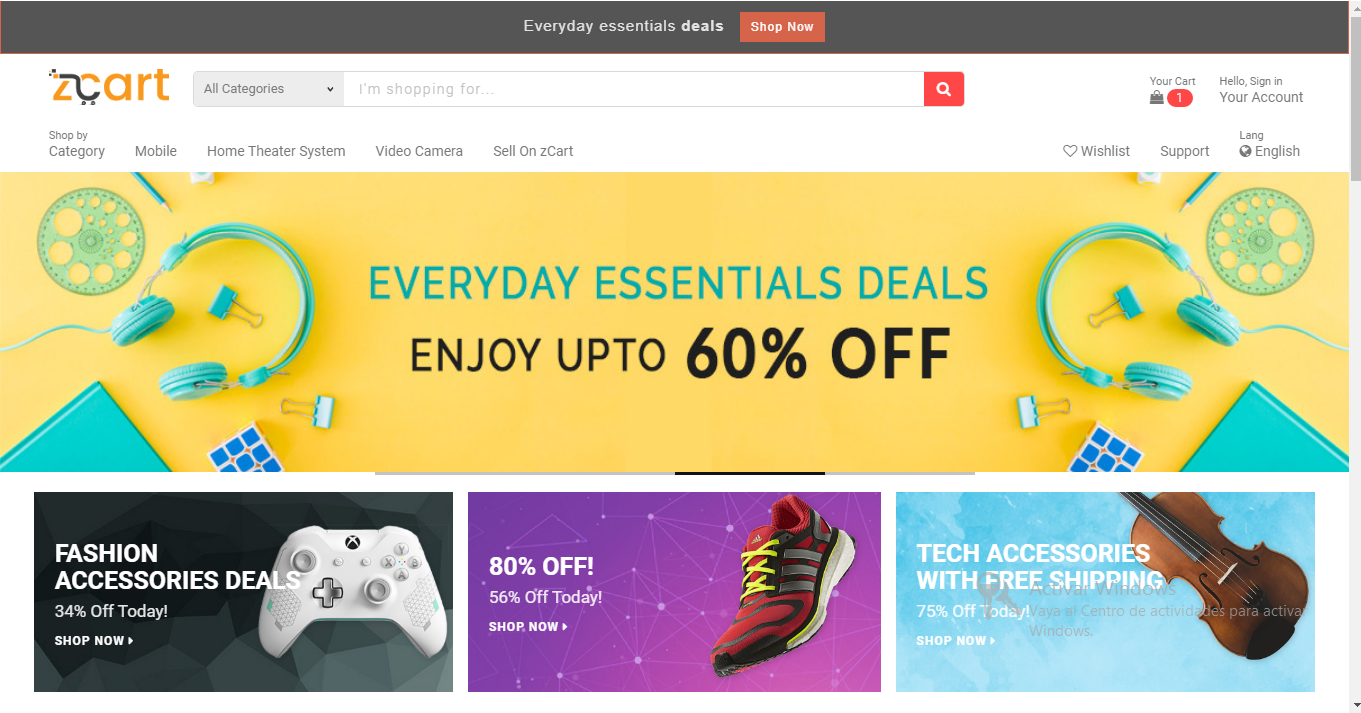 Everyday essentials deals Shop Now
zcart
All Categories
I'm shopping for...
Your Cart
1
Hello, Sign in
Your Account
Shop by
Category
Mobile
Home Theater System
Video Camera
Sell On zCart
Wishlist
Support
Lang
English
EVERYDAY ESSENTIALS DEALS
ENJOY UPTO 60% OFF
FASHION
ACCESSORIES DEALS
34% Off Today!
SHOP NOW
80% OFF!
56% Off Today!
SHOP NOW
adidas
TECH ACCESSORIES
WITH FREE SHIPPING
75% Off Today!
SHOP NOW
Activar Windows
Vaya al Centro de actividades para activar
Windows.
X
Y
B
A